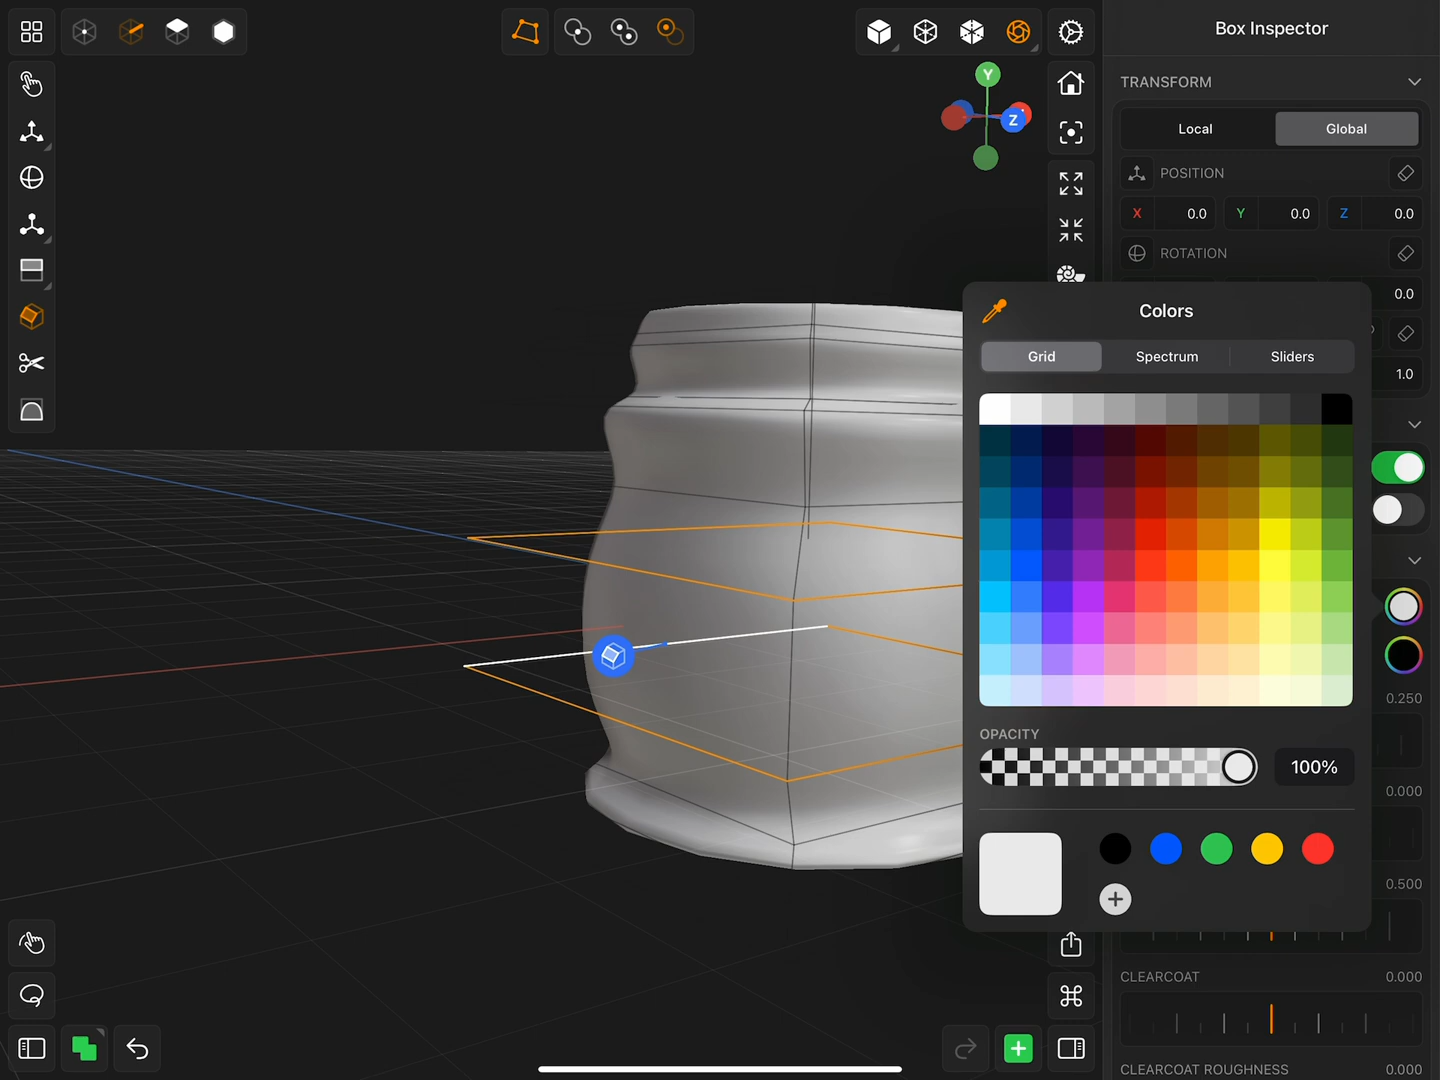 Box Inspector
TRANSFORM
Local
Global
Y
Z
POSITION
X
0.0
Y
0.0
Z
0.0
ROTATION
0.0
Colors
Grid
Spectrum
Sliders
1.0
0.250
OPACITY
100%
0.000
0.500
CLEARCOAT
0.000
CLEARCOAT ROUGHNESS
0.000